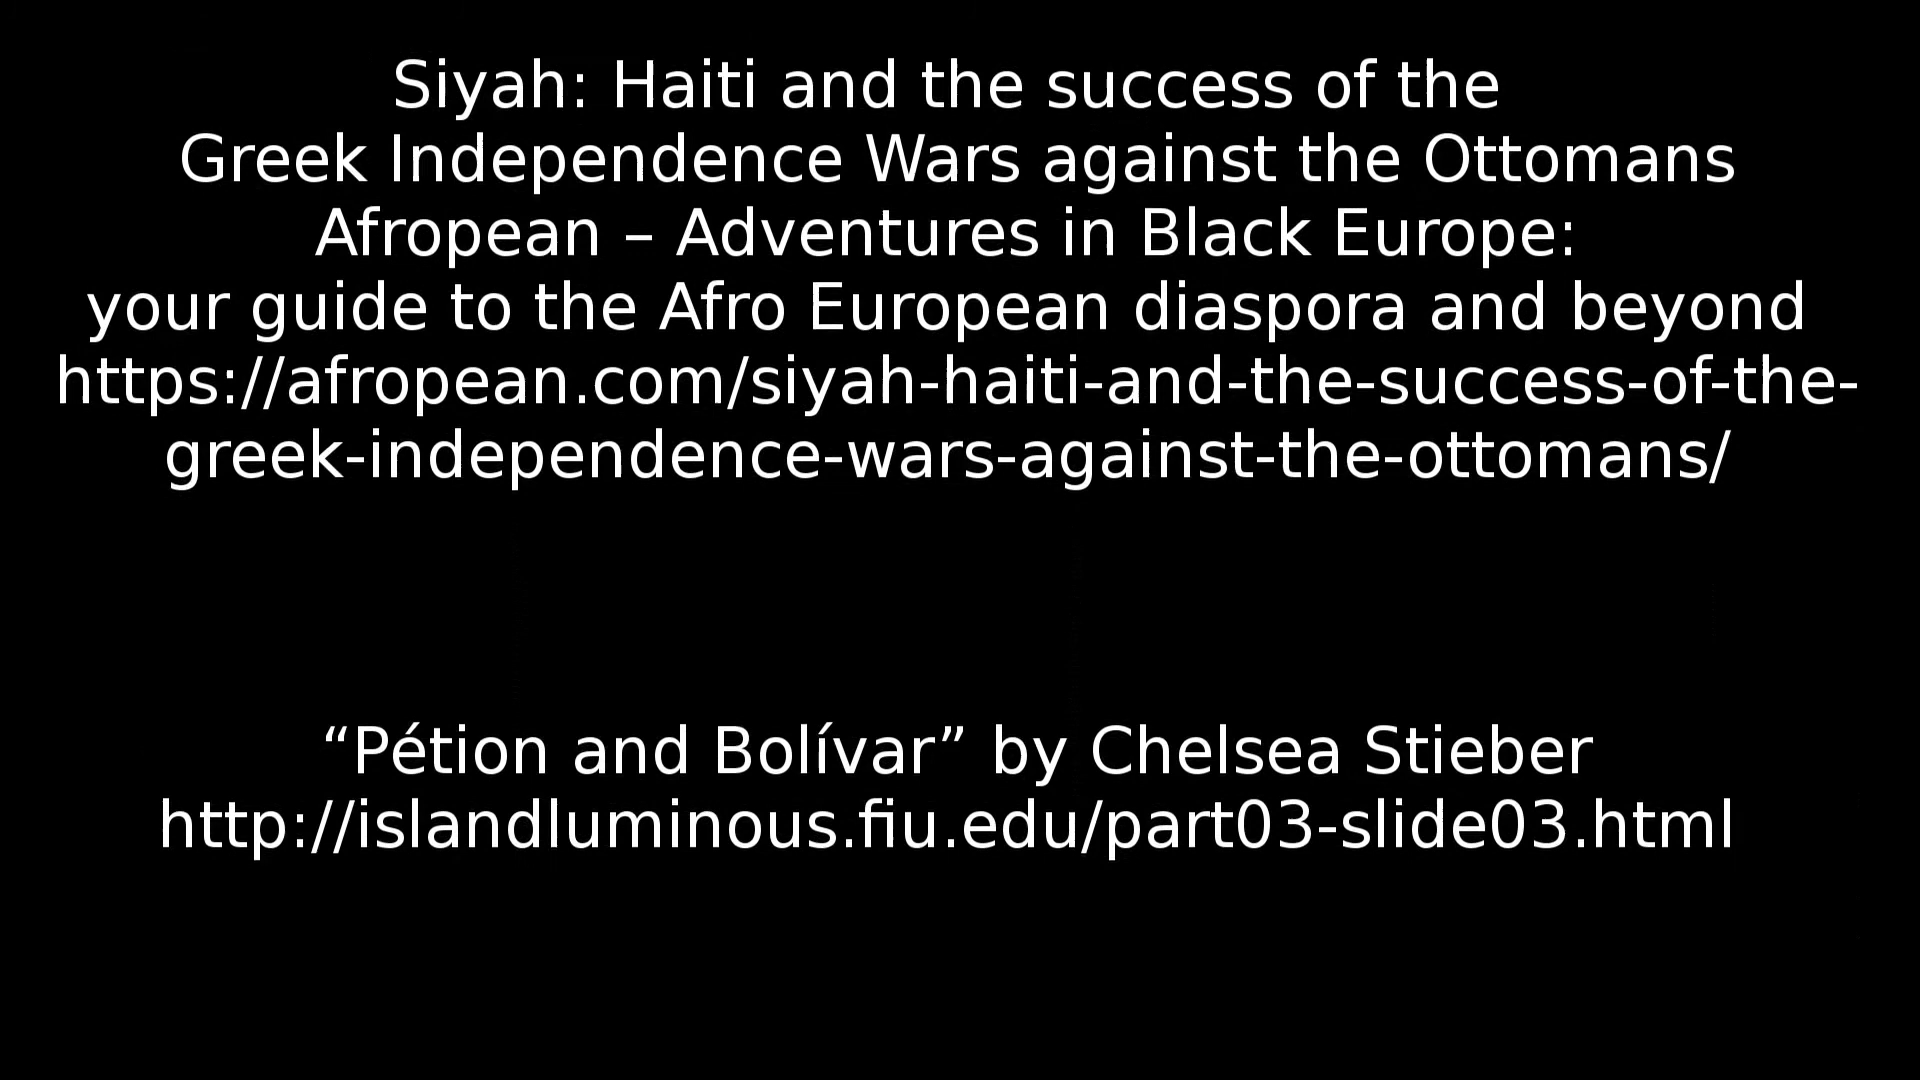 Siyah: Haiti and the success of the
Greek Independence Wars against the Ottomans
Afropean – Adventures in Black Europe:
your guide to the Afro European diaspora and beyond
https://afropean.com/siyah-haiti-and-the-success-of-the-
greek-independence-wars-against-the-ottomans/
“Pétion and Bolívar” by Chelsea Stieber
http://islandluminous.fiu.edu/part03-slide03.html